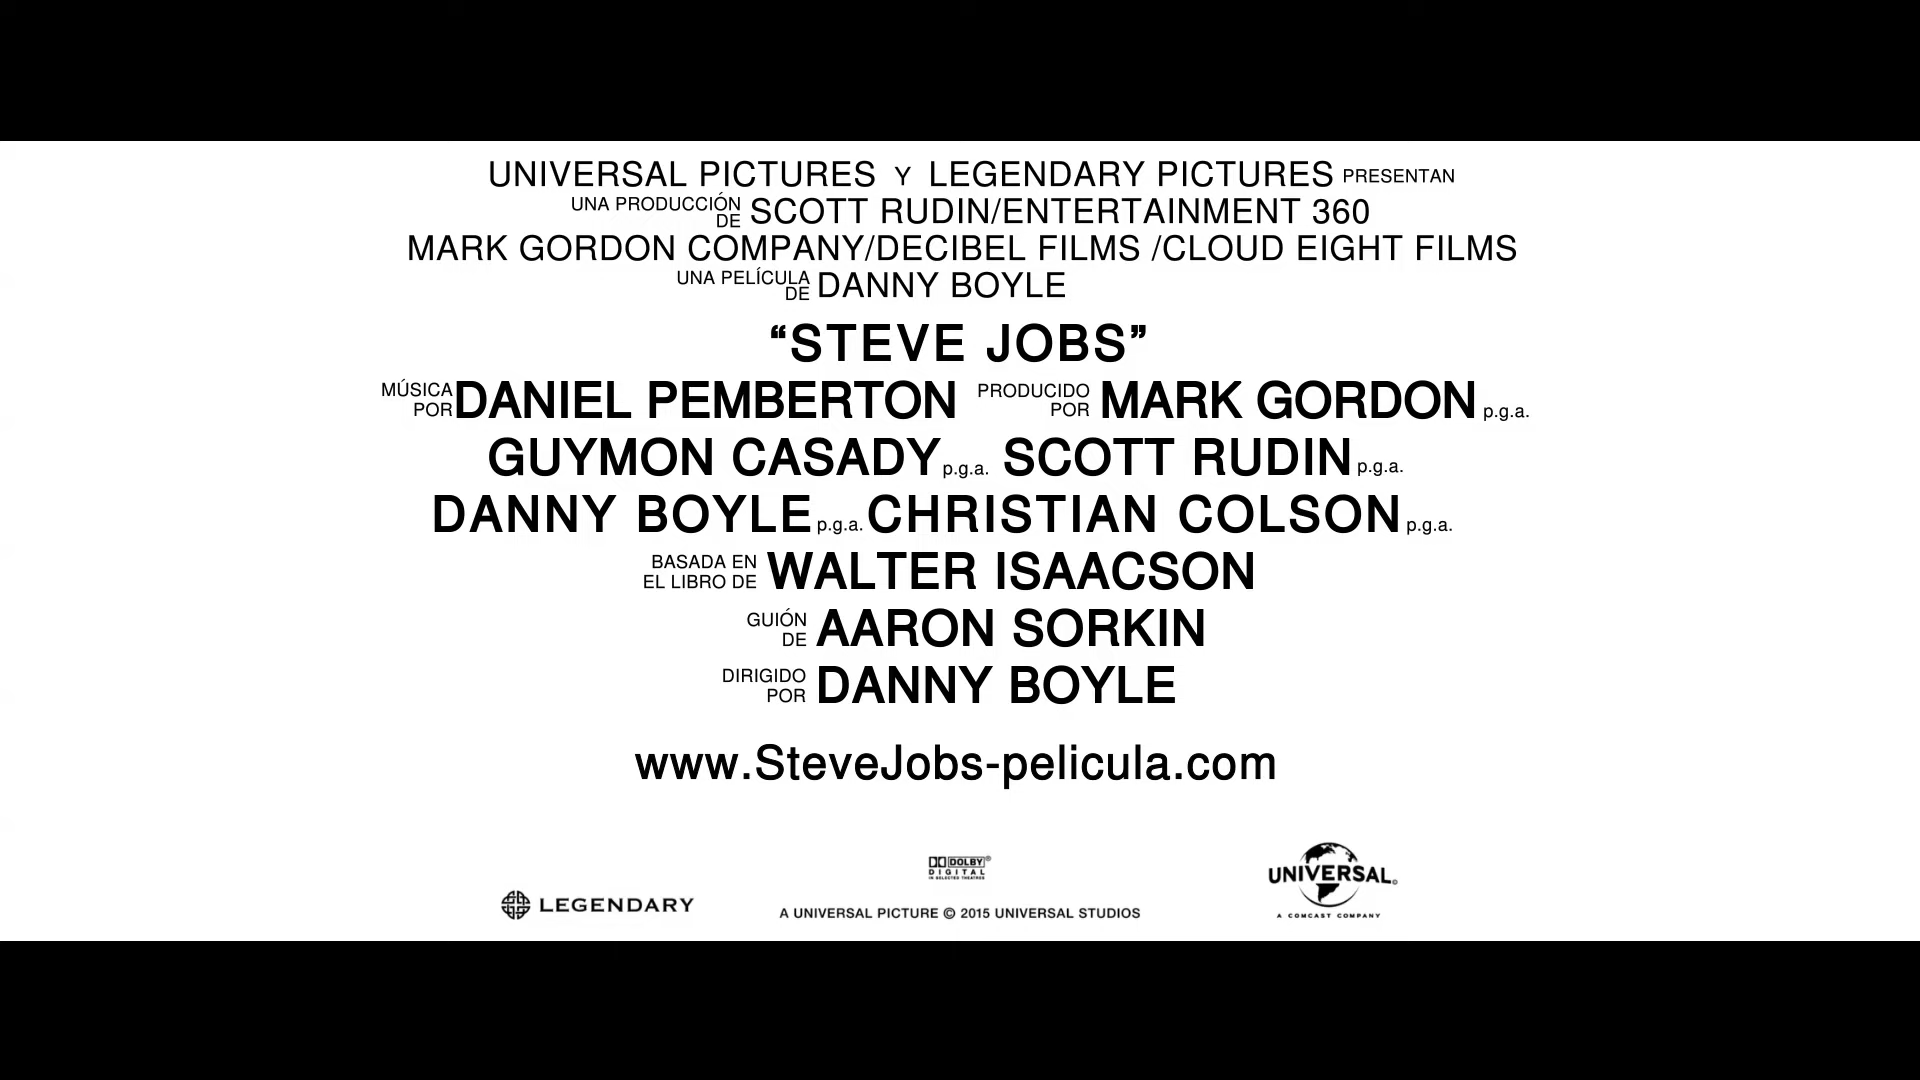 UNIVERSAL PICTURES Y LEGENDARY PICTURES PRESENTAN
UNA PRODUCCIÓN DE SCOTT RUDIN/ENTERTAINMENT 360
MARK GORDON COMPANY/DECIBEL FILMS /CLOUD EIGHT FILMS
UNA PELÍCULA DE DANNY BOYLE
“STEVE JOBS”
MÚSICA POR DANIEL PEMBERTON PRODUCIDO POR MARK GORDON p.g.a.
GUYMON CASADY p.g.a. SCOTT RUDIN p.g.a.
DANNY BOYLE p.g.a. CHRISTIAN COLSON p.g.a.
BASADA EN EL LIBRO DE WALTER ISAACSON
GUIÓN DE AARON SORKIN
DIRIGIDO POR DANNY BOYLE
www.SteveJobs-pelicula.com
LEGENDARY
DOLBY®
DIGITAL
IN SELECTED THEATRES
A UNIVERSAL PICTURE © 2015 UNIVERSAL STUDIOS
UNIVERSAL
A COMCAST COMPANY